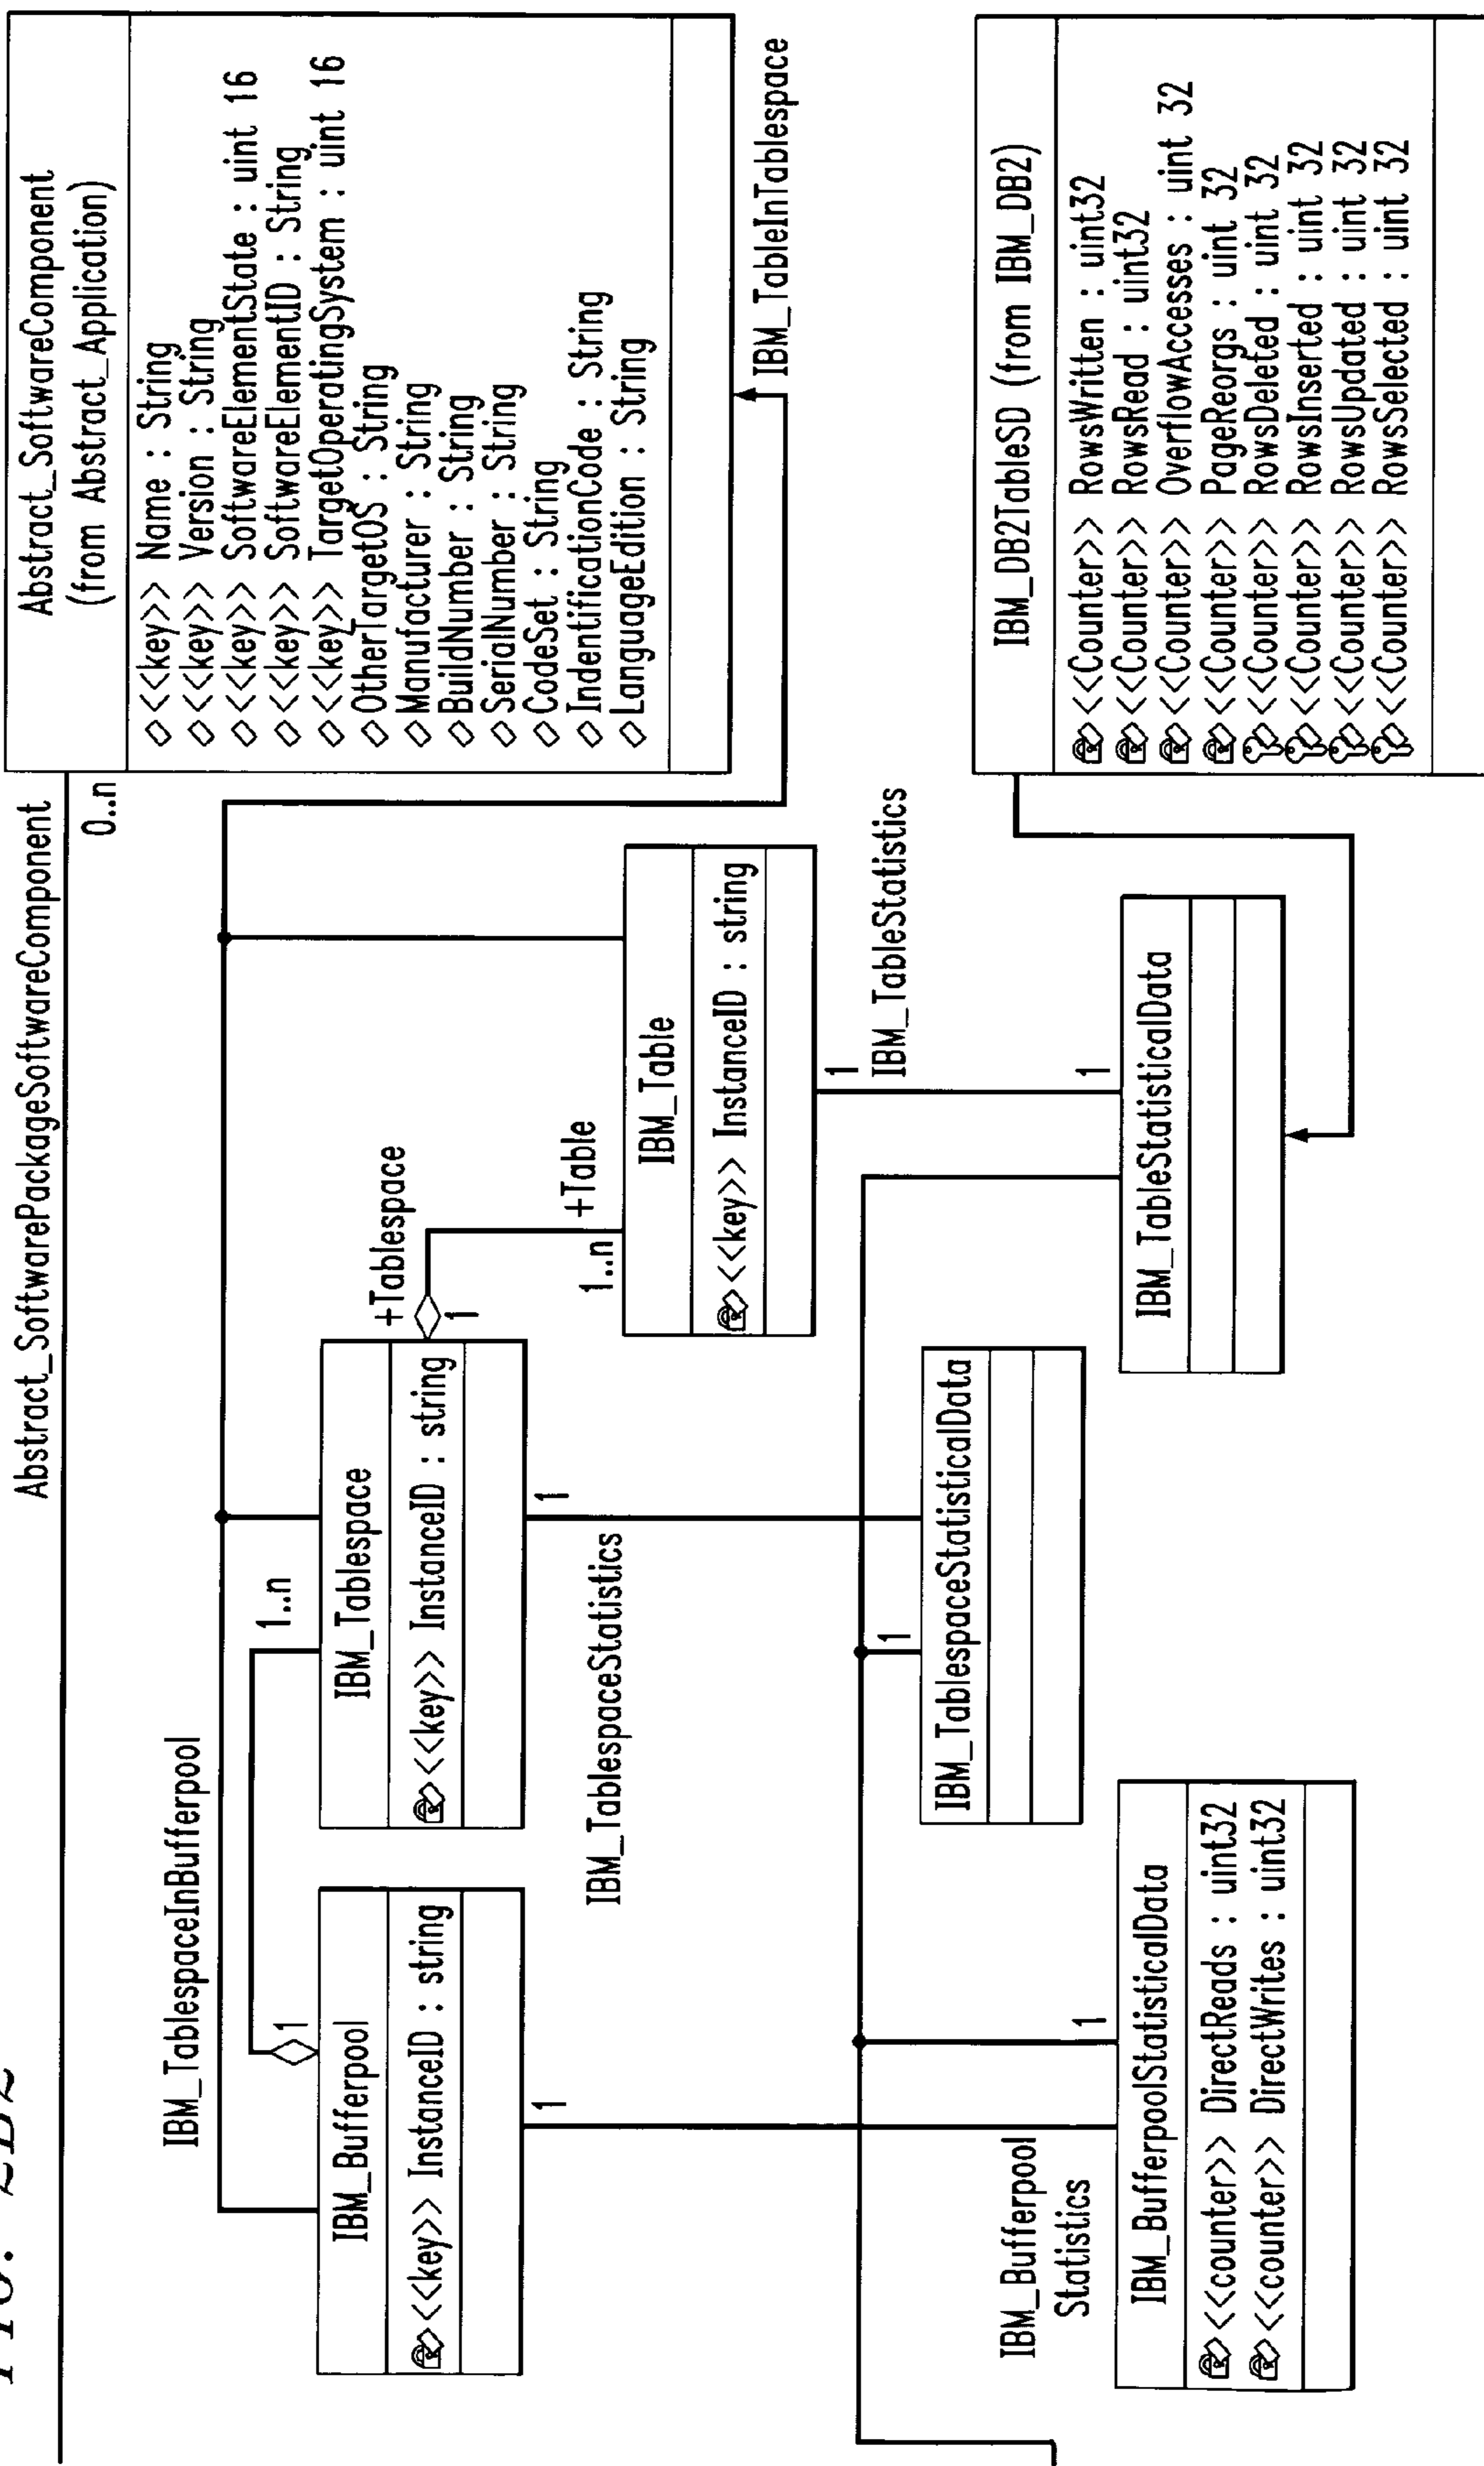 Abstract_SoftwarePackageSoftwareComponent
0..n
Abstract_SoftwareComponent
(from Abstract_Application)
<<key>> Name : String
<<key>> Version : String
<<key>> SoftwareElementState : uint 16
<<key>> SoftwareElementID : String
<<key>> TargetOperatingSystem : uint 16
OtherTargetOS : String
Manufacturer : String
BuildNumber : String
SerialNumber : String
CodeSet : String
IndentificationCode : String
LanguageEdition : String
IBM_TableInTablespace
IBM_TablespaceInBufferpool
1
1..n
IBM_Bufferpool
<<key>> InstanceID : string
1
IBM_Tablespace
<<key>> InstanceID : string
1
+Tablespace
1
+Table
1..n
IBM_Table
<<key>> InstanceID : string
1
IBM_TablespaceStatistics
IBM_TableStatistics
1
1
1
IBM_Bufferpool
Statistics
IBM_BufferpoolStatisticalData
<<counter>> DirectReads : uint32
<<counter>> DirectWrites : uint32
IBM_TablespaceStatisticalData
IBM_TableStatisticalData
IBM_DB2TableSD (from IBM_DB2)
<<Counter>> RowsWritten : uint32
<<Counter>> RowsRead : uint32
<<Counter>> OverflowAccesses : uint 32
<<Counter>> PageReorgs : uint 32
<<Counter>> RowsDeleted : uint 32
<<Counter>> RowsInserted : uint 32
<<Counter>> RowsUpdated : uint 32
<<Counter>> RowsSelected : uint 32